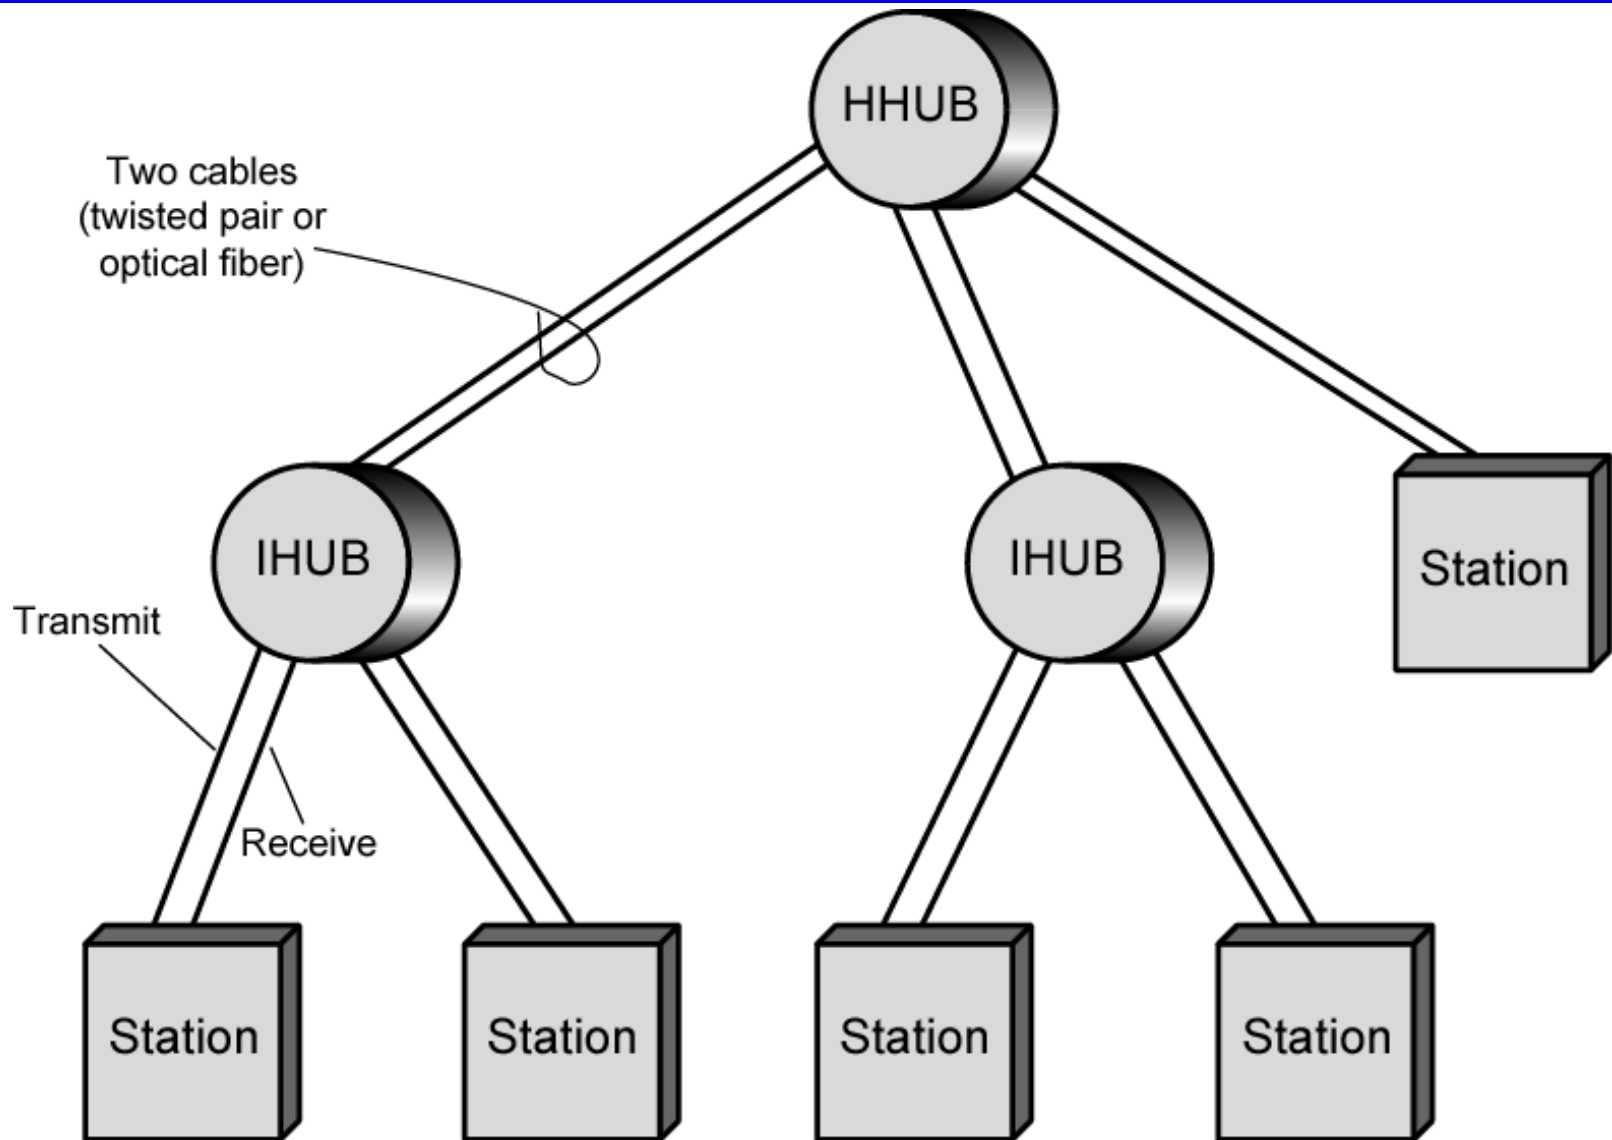 HHUB
Two cables
(twisted pair or
optical fiber)
IHUB
IHUB
Station
Transmit
Receive
Station
Station
Station
Station